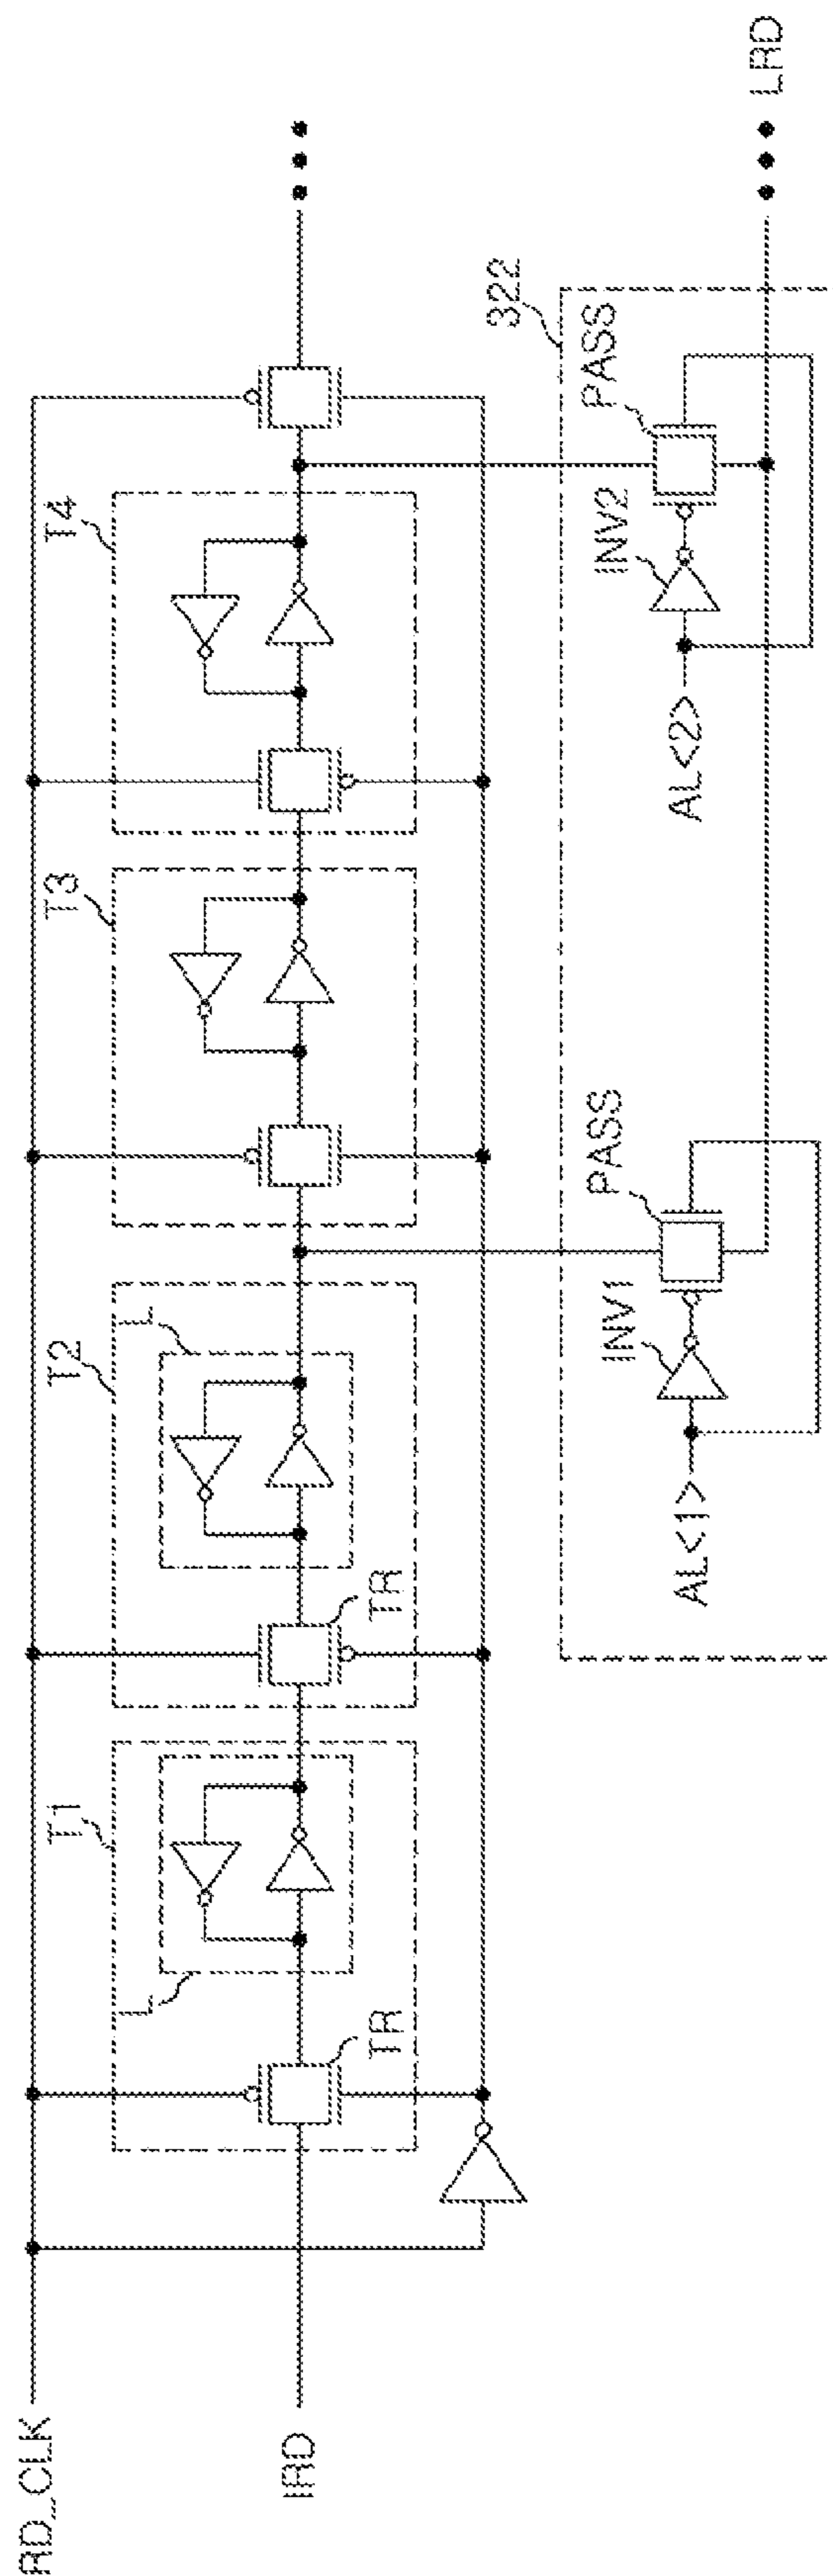 RD_CLK
IRD
T1
L
TR
T2
L
TR
T3
T4
322
AL<1>
INV1
PASS
AL<2>
INV2
PASS
LRD